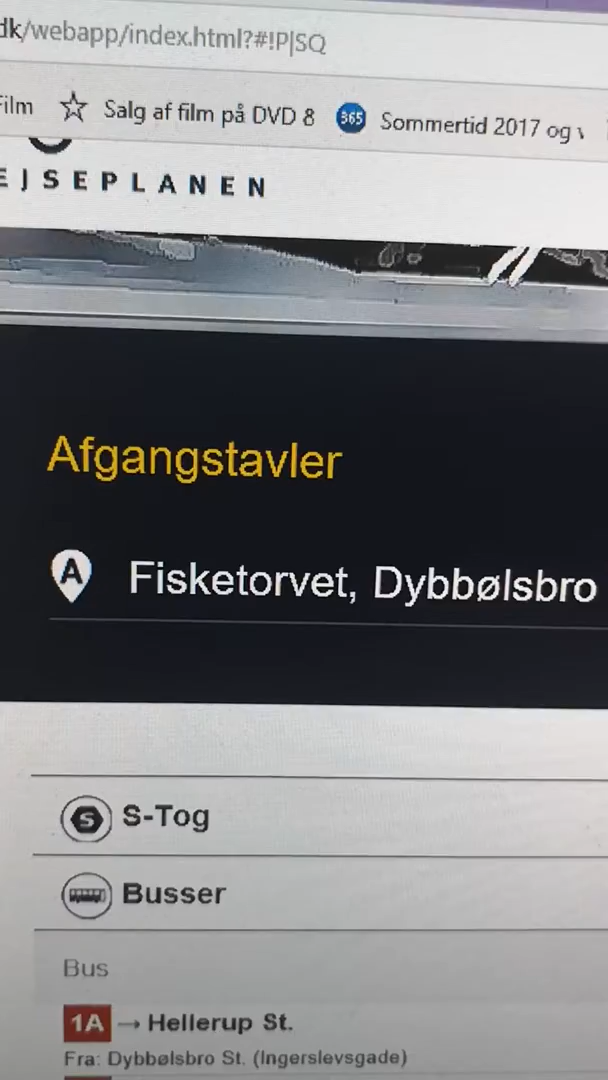 dk/webapp/index.html?#!P|SQ
Film Salg af film på DVD 8 365 Sommertid 2017 og v
EJSEPLANEN
Afgangstavler
A Fisketorvet, Dybbølsbro
S S-Tog
Busser
Bus
1A → Hellerup St.
Fra: Dybbølsbro St. (Ingerslevsgade)